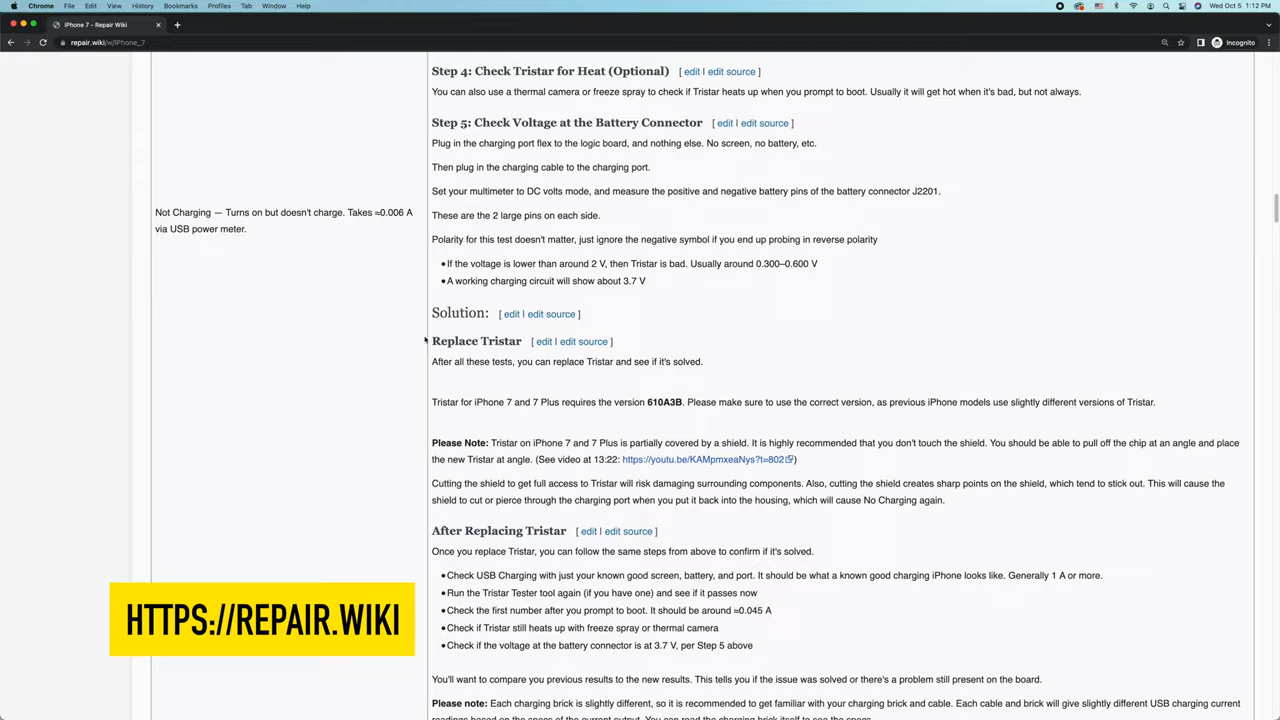 Chrome File Edit View History Bookmarks Profiles Tab Window Help Wed Oct 5 1:12 PM
iPhone 7 - Repair Wiki
repair.wiki/w/iPhone_7 Incognito
Step 4: Check Tristar for Heat (Optional) [ edit | edit source ]
You can also use a thermal camera or freeze spray to check if Tristar heats up when you prompt to boot. Usually it will get hot when it's bad, but not always.
Step 5: Check Voltage at the Battery Connector [ edit | edit source ]
Plug in the charging port flex to the logic board, and nothing else. No screen, no battery, etc.
Then plug in the charging cable to the charging port.
Set your multimeter to DC volts mode, and measure the positive and negative battery pins of the battery connector J2201.
Not Charging — Turns on but doesn't charge. Takes ≈0.006 A
via USB power meter.
These are the 2 large pins on each side.
Polarity for this test doesn't matter, just ignore the negative symbol if you end up probing in reverse polarity
•If the voltage is lower than around 2 V, then Tristar is bad. Usually around 0.300–0.600 V
•A working charging circuit will show about 3.7 V
Solution: [ edit | edit source ]
Replace Tristar [ edit | edit source ]
After all these tests, you can replace Tristar and see if it's solved.
Tristar for iPhone 7 and 7 Plus requires the version 610A3B. Please make sure to use the correct version, as previous iPhone models use slightly different versions of Tristar.
Please Note: Tristar on iPhone 7 and 7 Plus is partially covered by a shield. It is highly recommended that you don't touch the shield. You should be able to pull off the chip at an angle and place
the new Tristar at angle. (See video at 13:22: https://youtu.be/KAMpmxeaNys?t=802)
Cutting the shield to get full access to Tristar will risk damaging surrounding components. Also, cutting the shield creates sharp points on the shield, which tend to stick out. This will cause the
shield to cut or pierce through the charging port when you put it back into the housing, which will cause No Charging again.
After Replacing Tristar [ edit | edit source ]
Once you replace Tristar, you can follow the same steps from above to confirm if it's solved.
•Check USB Charging with just your known good screen, battery, and port. It should be what a known good charging iPhone looks like. Generally 1 A or more.
•Run the Tristar Tester tool again (if you have one) and see if it passes now
•Check the first number after you prompt to boot. It should be around ≈0.045 A
•Check if Tristar still heats up with freeze spray or thermal camera
•Check if the voltage at the battery connector is at 3.7 V, per Step 5 above
HTTPS://REPAIR.WIKI
You'll want to compare you previous results to the new results. This tells you if the issue was solved or there's a problem still present on the board.
Please note: Each charging brick is slightly different, so it is recommended to get familiar with your charging brick and cable. Each cable and brick will give slightly different USB charging current
readings based on the specs of the current output. You can read the charging brick itself to see the specs.